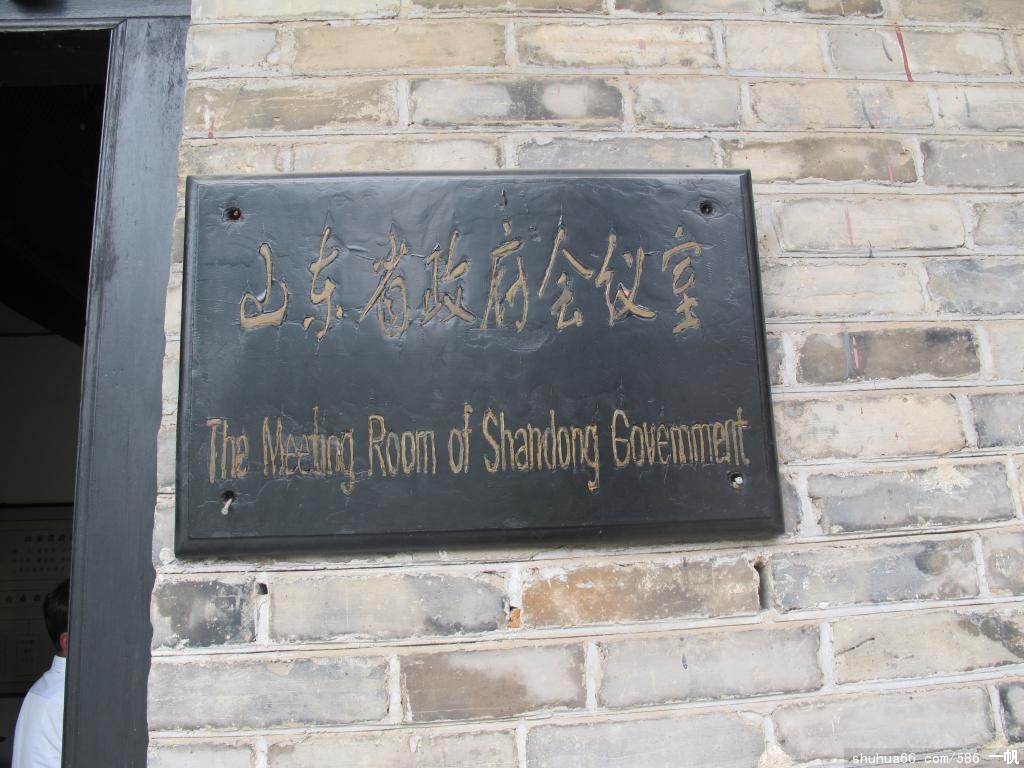 山东省政府会议室
The Meeting Room of Shandong Government
shuhua66.com/586 一帆